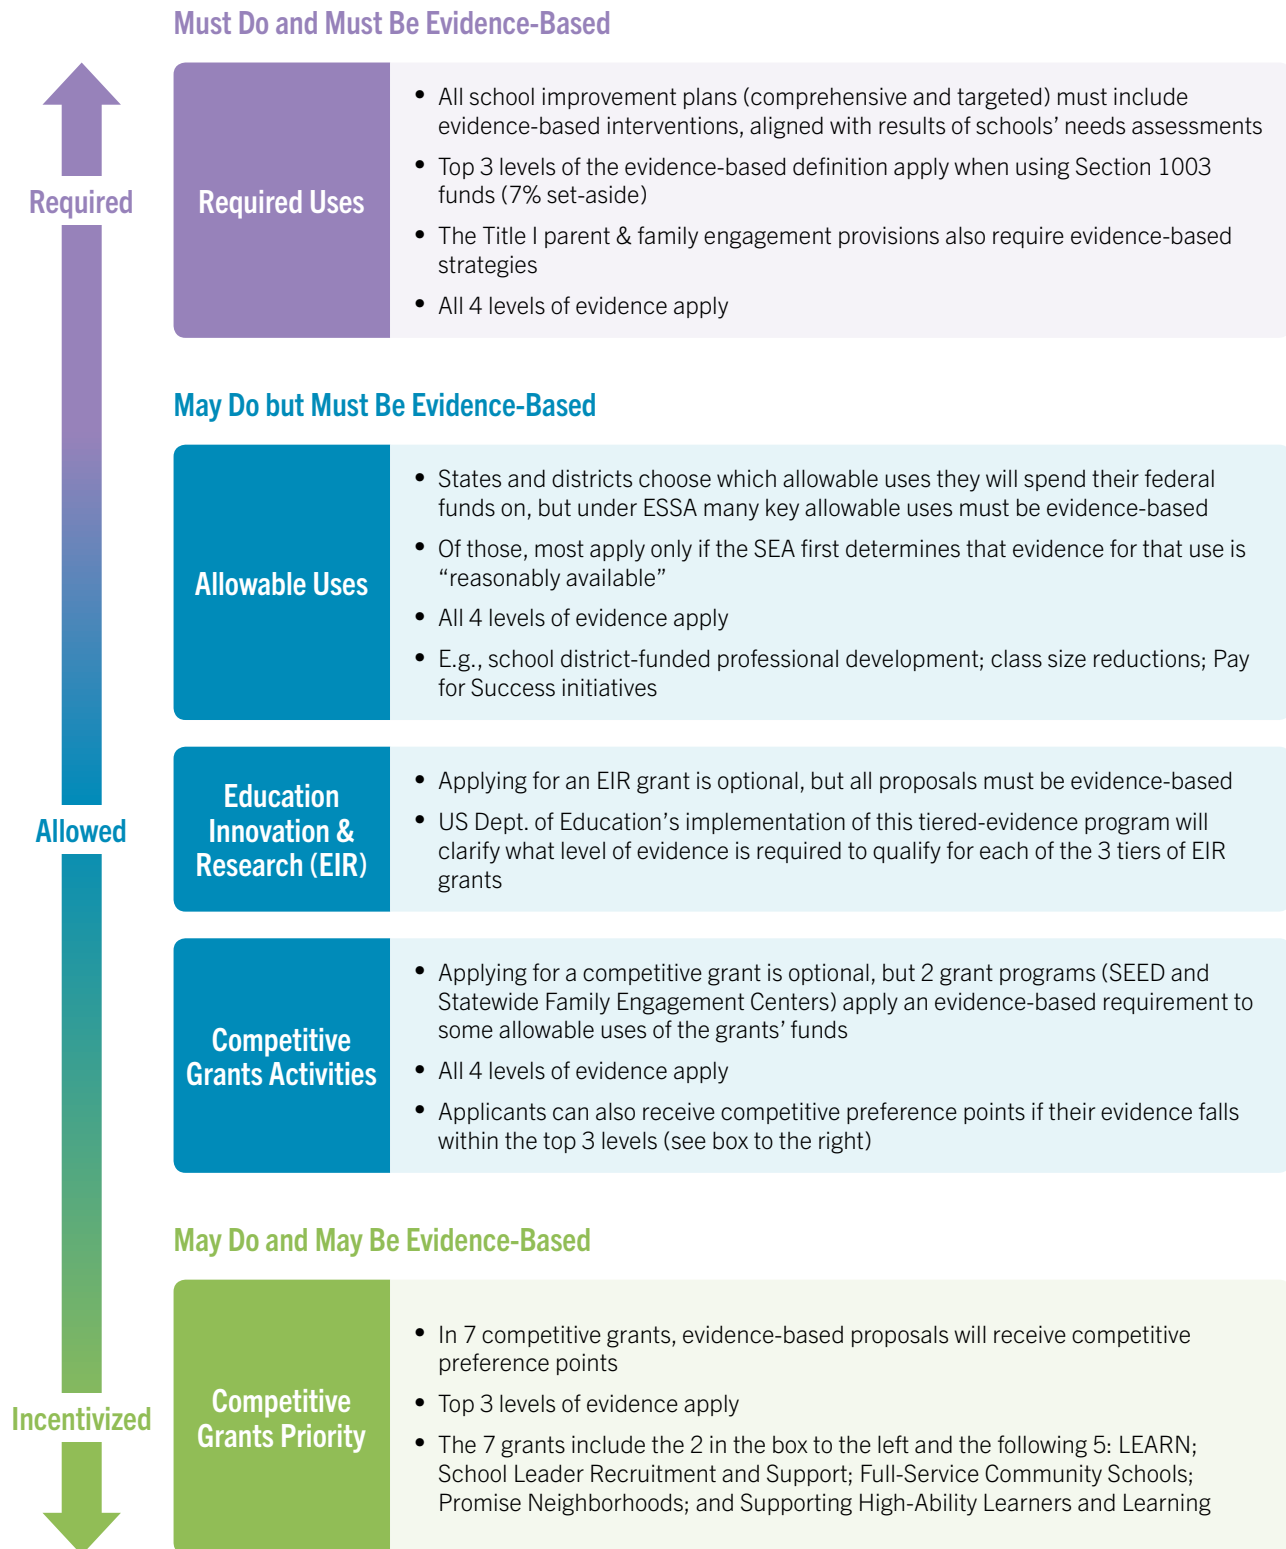 Must Do and Must Be Evidence-Based
Required
Required Uses
• All school improvement plans (comprehensive and targeted) must include
evidence-based interventions, aligned with results of schools’ needs assessments
• Top 3 levels of the evidence-based definition apply when using Section 1003
funds (7% set-aside)
• The Title I parent & family engagement provisions also require evidence-based
strategies
• All 4 levels of evidence apply
May Do but Must Be Evidence-Based
Allowable Uses
• States and districts choose which allowable uses they will spend their federal
funds on, but under ESSA many key allowable uses must be evidence-based
• Of those, most apply only if the SEA first determines that evidence for that use is
“reasonably available”
• All 4 levels of evidence apply
• E.g., school district-funded professional development; class size reductions; Pay
for Success initiatives
Allowed
Education
Innovation &
Research (EIR)
• Applying for an EIR grant is optional, but all proposals must be evidence-based
• US Dept. of Education’s implementation of this tiered-evidence program will
clarify what level of evidence is required to qualify for each of the 3 tiers of EIR
grants
Competitive
Grants Activities
• Applying for a competitive grant is optional, but 2 grant programs (SEED and
Statewide Family Engagement Centers) apply an evidence-based requirement to
some allowable uses of the grants’ funds
• All 4 levels of evidence apply
• Applicants can also receive competitive preference points if their evidence falls
within the top 3 levels (see box to the right)
May Do and May Be Evidence-Based
Incentivized
Competitive
Grants Priority
• In 7 competitive grants, evidence-based proposals will receive competitive
preference points
• Top 3 levels of evidence apply
• The 7 grants include the 2 in the box to the left and the following 5: LEARN;
School Leader Recruitment and Support; Full-Service Community Schools;
Promise Neighborhoods; and Supporting High-Ability Learners and Learning